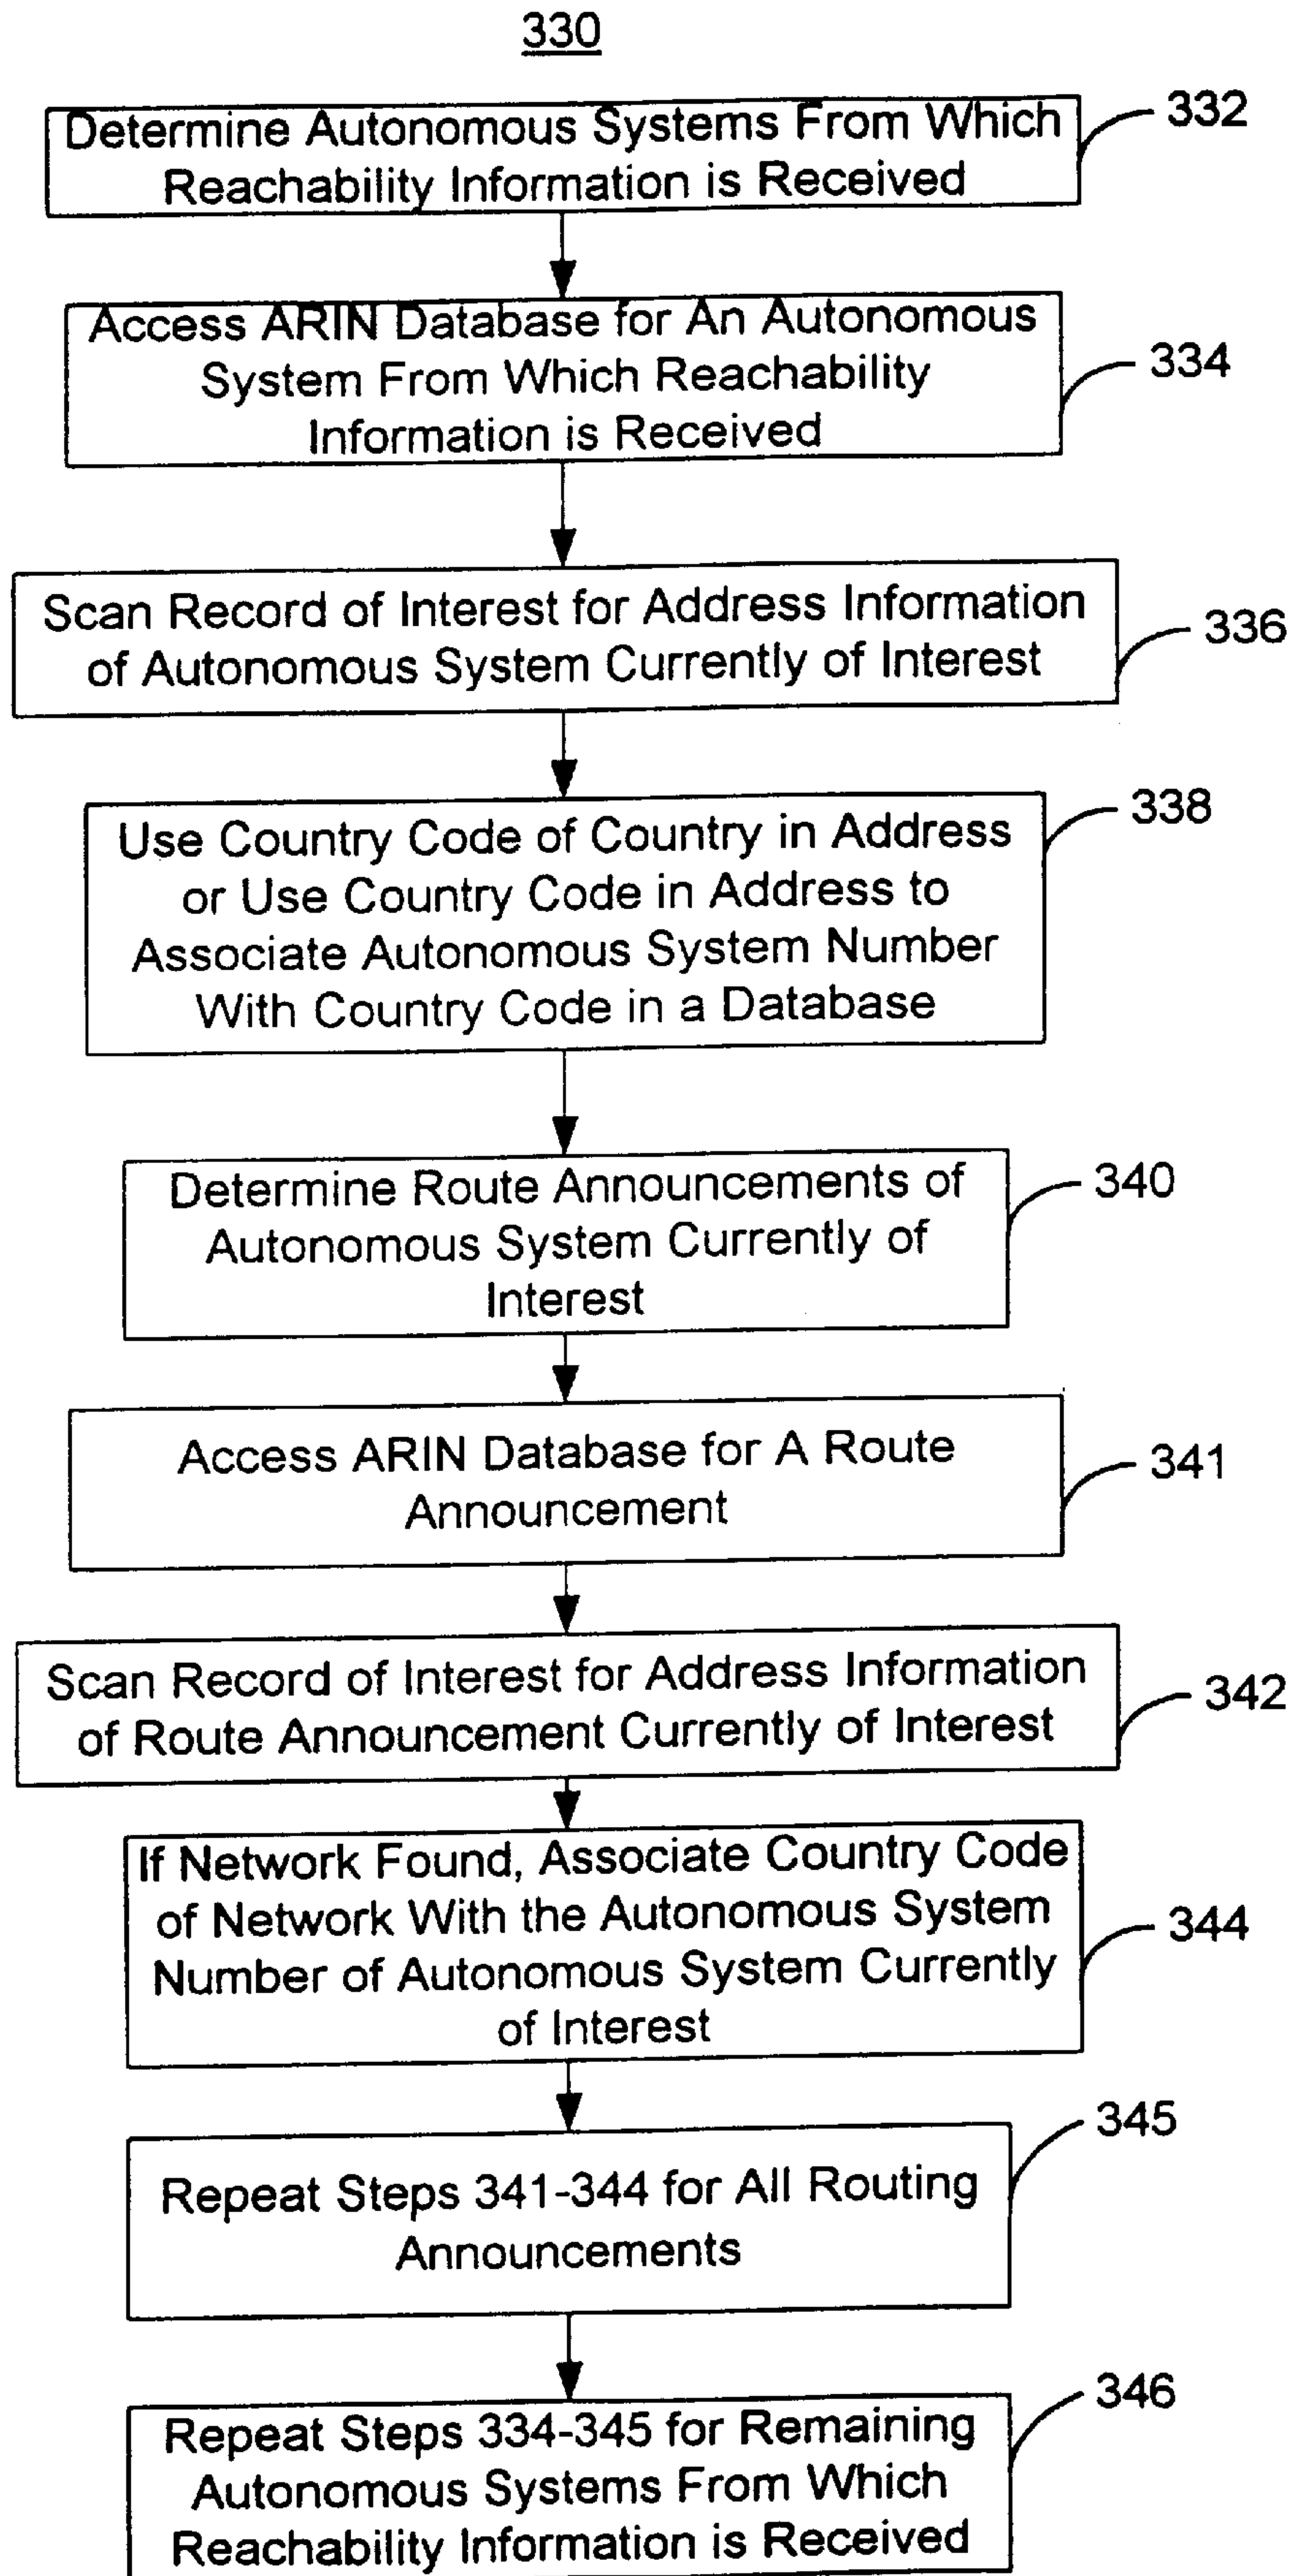 330
Determine Autonomous Systems From Which
Reachability Information is Received
332
Access ARIN Database for An Autonomous
System From Which Reachability
Information is Received
334
Scan Record of Interest for Address Information
of Autonomous System Currently of Interest
336
Use Country Code of Country in Address
or Use Country Code in Address to
Associate Autonomous System Number
With Country Code in a Database
338
Determine Route Announcements of
Autonomous System Currently of
Interest
340
Access ARIN Database for A Route
Announcement
341
Scan Record of Interest for Address Information
of Route Announcement Currently of Interest
342
If Network Found, Associate Country Code
of Network With the Autonomous System
Number of Autonomous System Currently
of Interest
344
Repeat Steps 341-344 for All Routing
Announcements
345
Repeat Steps 334-345 for Remaining
Autonomous Systems From Which
Reachability Information is Received
346